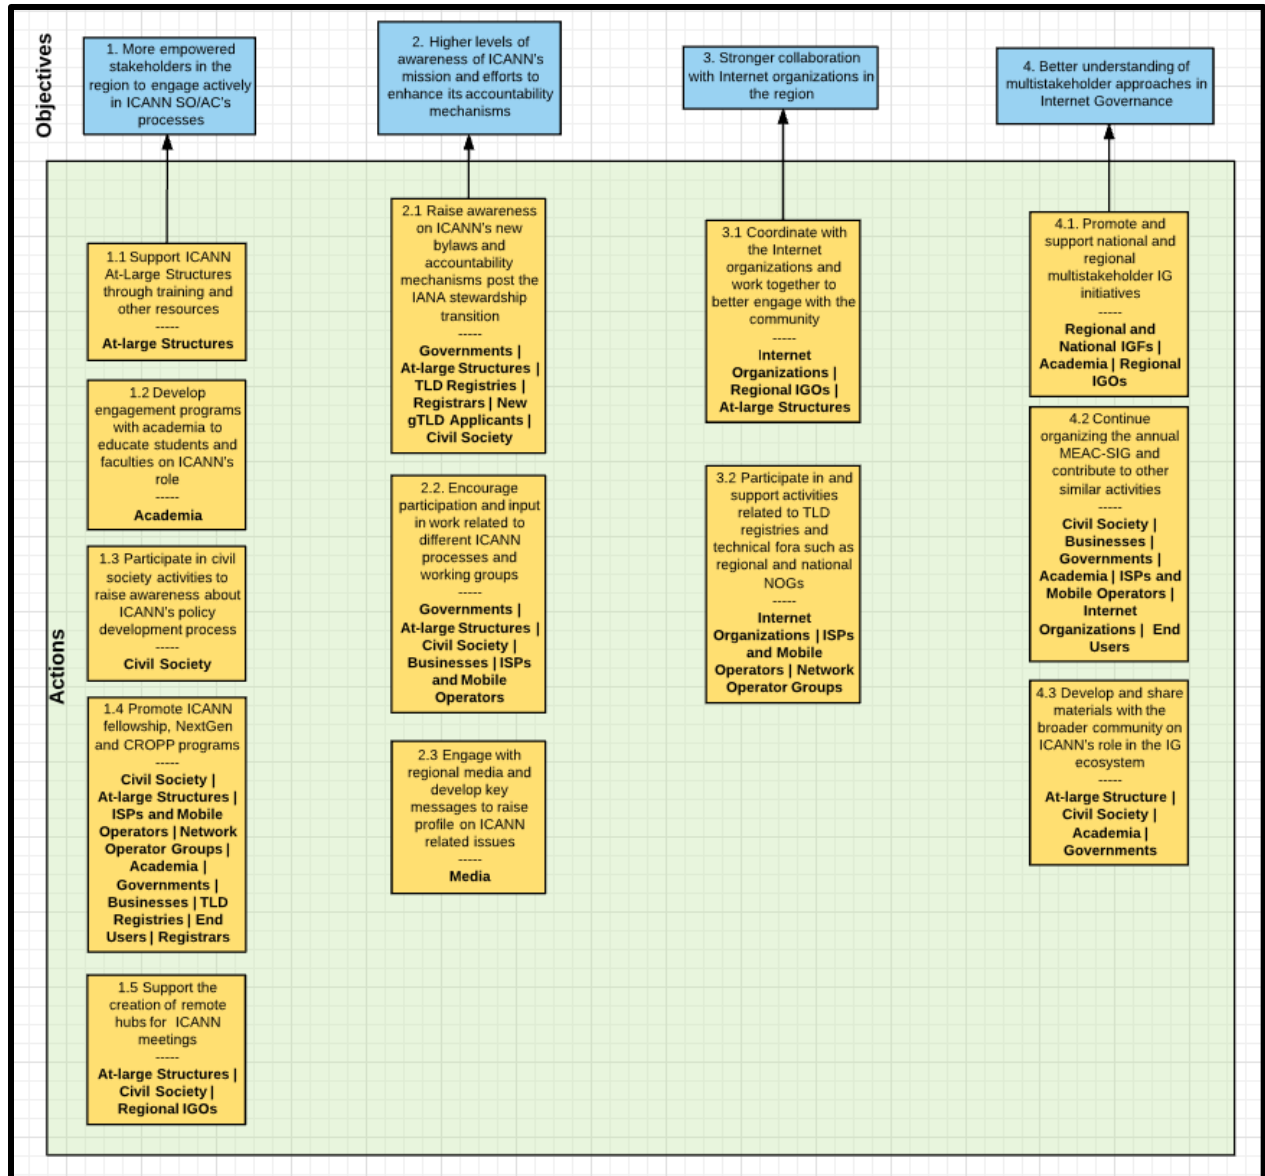 Objectives
1. More empowered
stakeholders in the
region to engage actively
in ICANN SO/AC's
processes
2. Higher levels of
awareness of ICANN's
mission and efforts to
enhance its accountability
mechanisms
3. Stronger collaboration
with Internet organizations in
the region
4. Better understanding of
multistakeholder approaches in
Internet Governance
Actions
1.1 Support ICANN
At-Large Structures
through training and
other resources
-----
At-large Structures
1.2 Develop
engagement programs
with academia to
educate students and
faculties on ICANN's
role
-----
Academia
1.3 Participate in civil
society activities to
raise awareness about
ICANN's policy
development process
-----
Civil Society
1.4 Promote ICANN
fellowship, NextGen
and CROPP programs
-----
Civil Society |
At-large Structures |
ISPs and Mobile
Operators | Network
Operator Groups |
Academia |
Governments |
Businesses | TLD
Registries | End
Users | Registrars
1.5 Support the
creation of remote
hubs for ICANN
meetings
-----
At-large Structures |
Civil Society |
Regional IGOs
2.1 Raise awareness
on ICANN's new
bylaws and
accountability
mechanisms post the
IANA stewardship
transition
-----
Governments |
At-large Structures |
TLD Registries |
Registrars | New
gTLD Applicants |
Civil Society
2.2. Encourage
participation and input
in work related to
different ICANN
processes and
working groups
-----
Governments |
At-large Structures |
Civil Society |
Businesses | ISPs
and Mobile
Operators
2.3 Engage with
regional media and
develop key
messages to raise
profile on ICANN
related issues
-----
Media
3.1 Coordinate with
the Internet
organizations and
work together to
better engage with the
community
-----
Internet
Organizations |
Regional IGOs |
At-large Structures
3.2 Participate in and
support activities
related to TLD
registries and
technical fora such as
regional and national
NOGs
-----
Internet
Organizations | ISPs
and Mobile
Operators | Network
Operator Groups
4.1. Promote and
support national and
regional
multistakeholder IG
initiatives
-----
Regional and
National IGFs |
Academia | Regional
IGOs
4.2 Continue
organizing the annual
MEAC-SIG and
contribute to other
similar activities
-----
Civil Society |
Businesses |
Governments |
Academia | ISPs and
Mobile Operators |
Internet
Organizations | End
Users
4.3 Develop and share
materials with the
broader community on
ICANN's role in the IG
ecosystem
-----
At-large Structure |
Civil Society |
Academia |
Governments